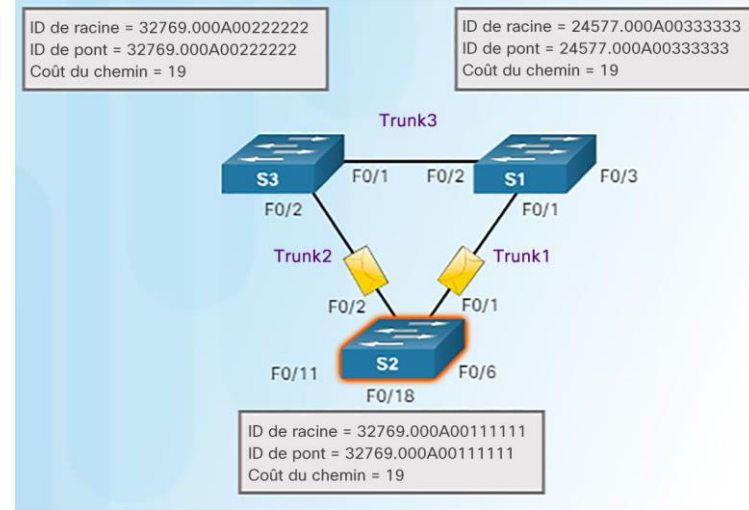 ID de racine = 32769.000A00222222
ID de pont = 32769.000A00222222
Coût du chemin = 19
ID de racine = 24577.000A00333333
ID de pont = 24577.000A00333333
Coût du chemin = 19
Trunk3
S3
F0/1
F0/2
S1
F0/3
F0/2
F0/1
Trunk2
Trunk1
F0/2
F0/1
S2
F0/11
F0/6
F0/18
ID de racine = 32769.000A00111111
ID de pont = 32769.000A00111111
Coût du chemin = 19